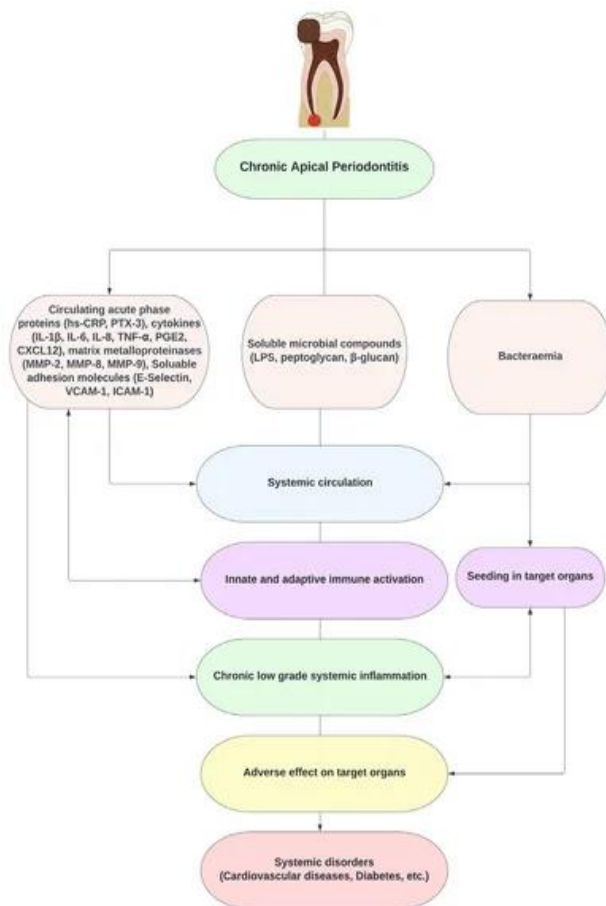 Chronic Apical Periodontitis
Circulating acute phase
proteins (hs-CRP, PTX-3), cytokines
(IL-1β, IL-6, IL-8, TNF-α, PGE2,
CXCL12), matrix metalloproteinases
(MMP-2, MMP-8, MMP-9), Soluable
adhesion molecules (E-Selectin,
VCAM-1, ICAM-1)
Soluble microbial compounds
(LPS, peptoglycan, β-glucan)
Bacteraemia
Systemic circulation
Innate and adaptive immune activation
Seeding in target organs
Chronic low grade systemic inflammation
Adverse effect on target organs
Systemic disorders
(Cardiovascular diseases, Diabetes, etc.)